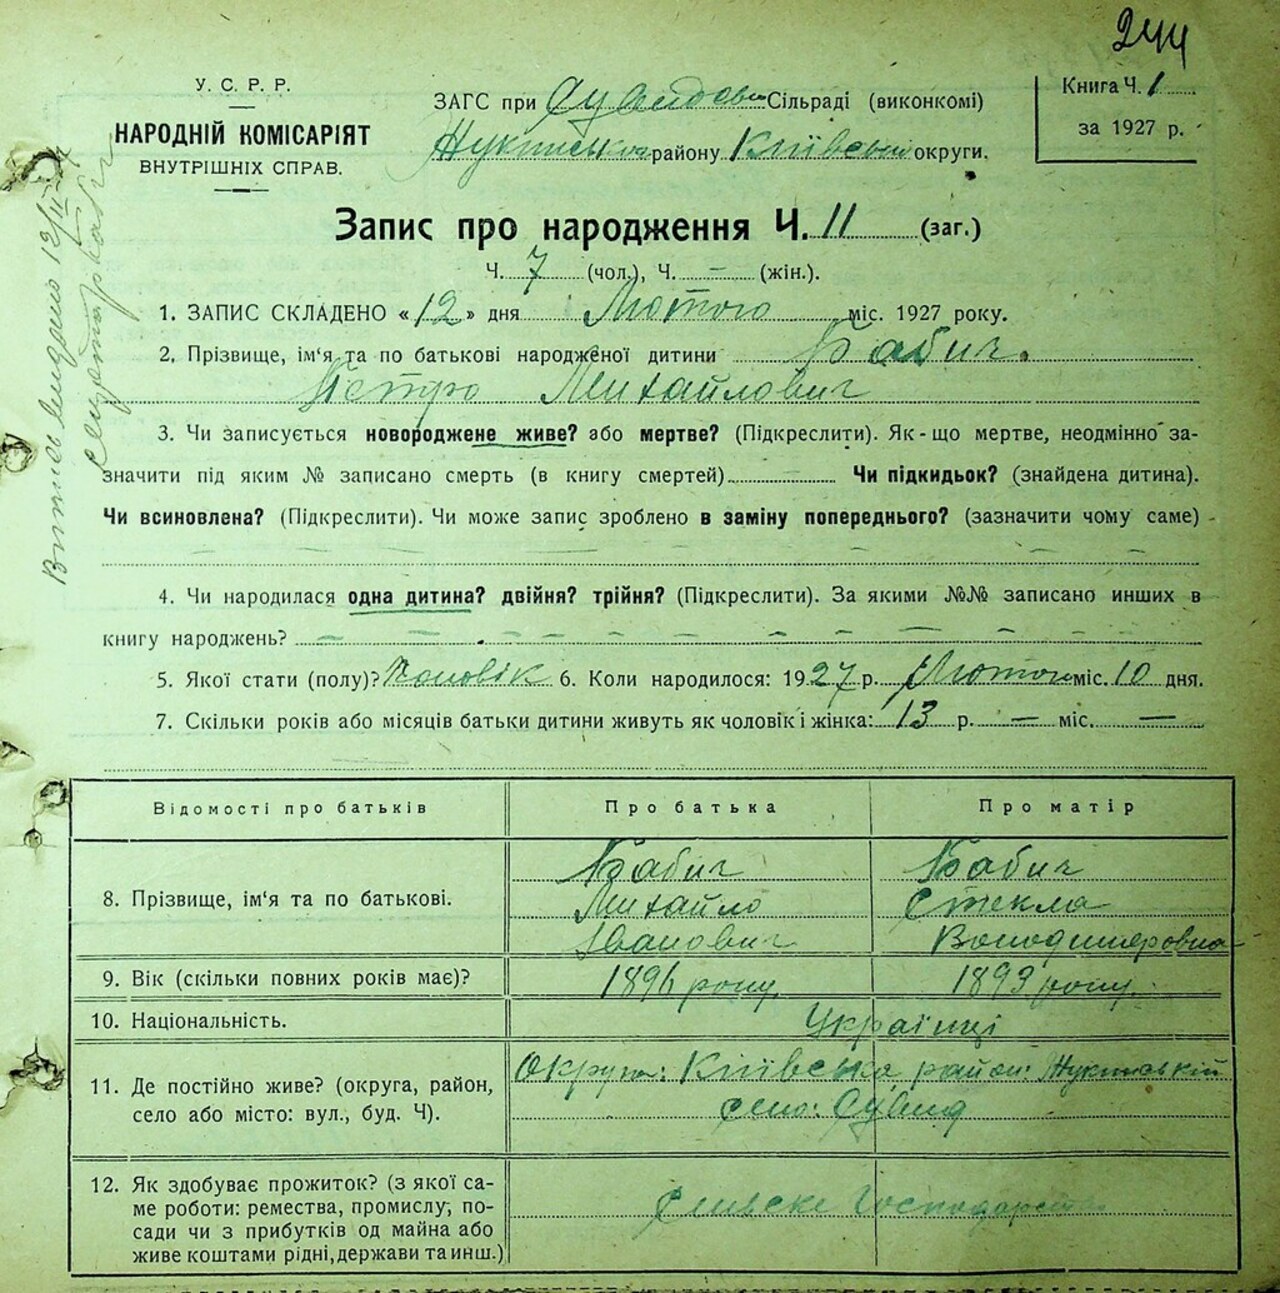 244
У. С. Р. Р.
НАРОДНІЙ КОМІСАРІЯТ
ВНУТРІШНІХ СПРАВ.
ЗАГС при Сільраді (виконкомі)
району Київської округи.
Книга Ч. 1
за 1927 р.
Запис про народження Ч. 11 (заг.)
Ч. 7 (чол.), Ч. – (жін.).
1. ЗАПИС СКЛАДЕНО «12» дня Лютого міс. 1927 року.
2. Прізвище, ім‘я та по батькові народженої дитини Бабич.
Петро Михайлович
3. Чи записується новороджене живе? або мертве? (Підкреслити). Як-що мертве, неодмінно за-
значити під яким № записано смерть (в книгу смертей) Чи підкидьок? (знайдена дитина).
Чи всиновлена? (Підкреслити). Чи може запис зроблено в заміну попереднього? (зазначити чому саме)
4. Чи народилася одна дитина? двійня? трійня? (Підкреслити). За якими №№ записано инших в
книгу народжень?
5. Якої стати (полу)? Чоловік 6. Коли народилося: 1927 р. Лютого міс. 10 дня.
7. Скільки років або місяців батьки дитини живуть як чоловік і жінка: 13 р. — міс. —
Відомості про батьків Про батька Про матір
8. Прізвище, ім‘я та по батькові. Бабич Бабич
Михайло Стекла
Іванович Володимировна
9. Вік (скільки повних років має)? 1896 року 1893 року.
10. Національність. Українці
11. Де постійно живе? (округа, район, село або місто: вул., буд. Ч). Округа: Київська район:
село:
12. Як здобуває прожиток? (з якої са-
ме роботи: ремества, промислу, по-
сади чи з прибутків од майна або
живе коштами рідні, держави та инш.)
Сільске Господарство